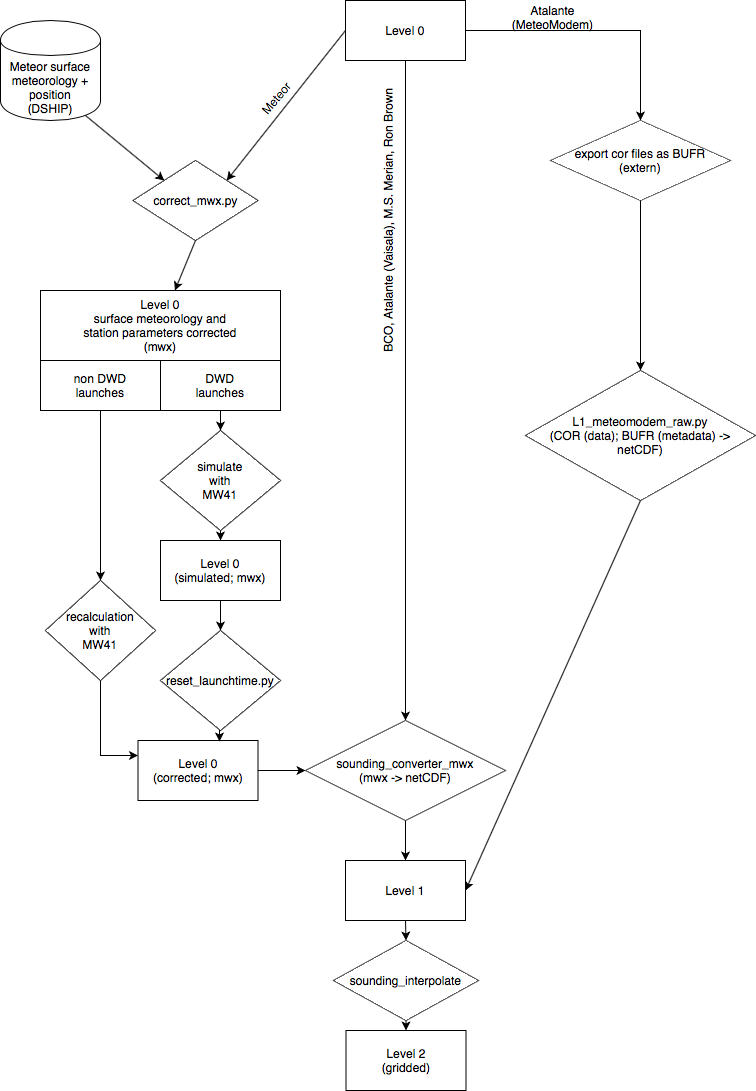 Level 0
Atalante
(MeteoModem)
Meteor surface
meteorology +
position
(DSHIP)
Meteor
BCO, Atalante (Vaisala), M.S. Merian, Ron Brown
export cor files as BUFR
(extern)
correct_mwx.py
Level 0
surface meteorology and
station parameters corrected
(mwx)
non DWD
launches
DWD
launches
L1_meteomodem_raw.py
(COR (data); BUFR (metadata) ->
netCDF)
simulate
with
MW41
Level 0
(simulated; mwx)
recalculation
with
MW41
reset_launchtime.py
Level 0
(corrected; mwx)
sounding_converter_mwx
(mwx -> netCDF)
Level 1
sounding_interpolate
Level 2
(gridded)